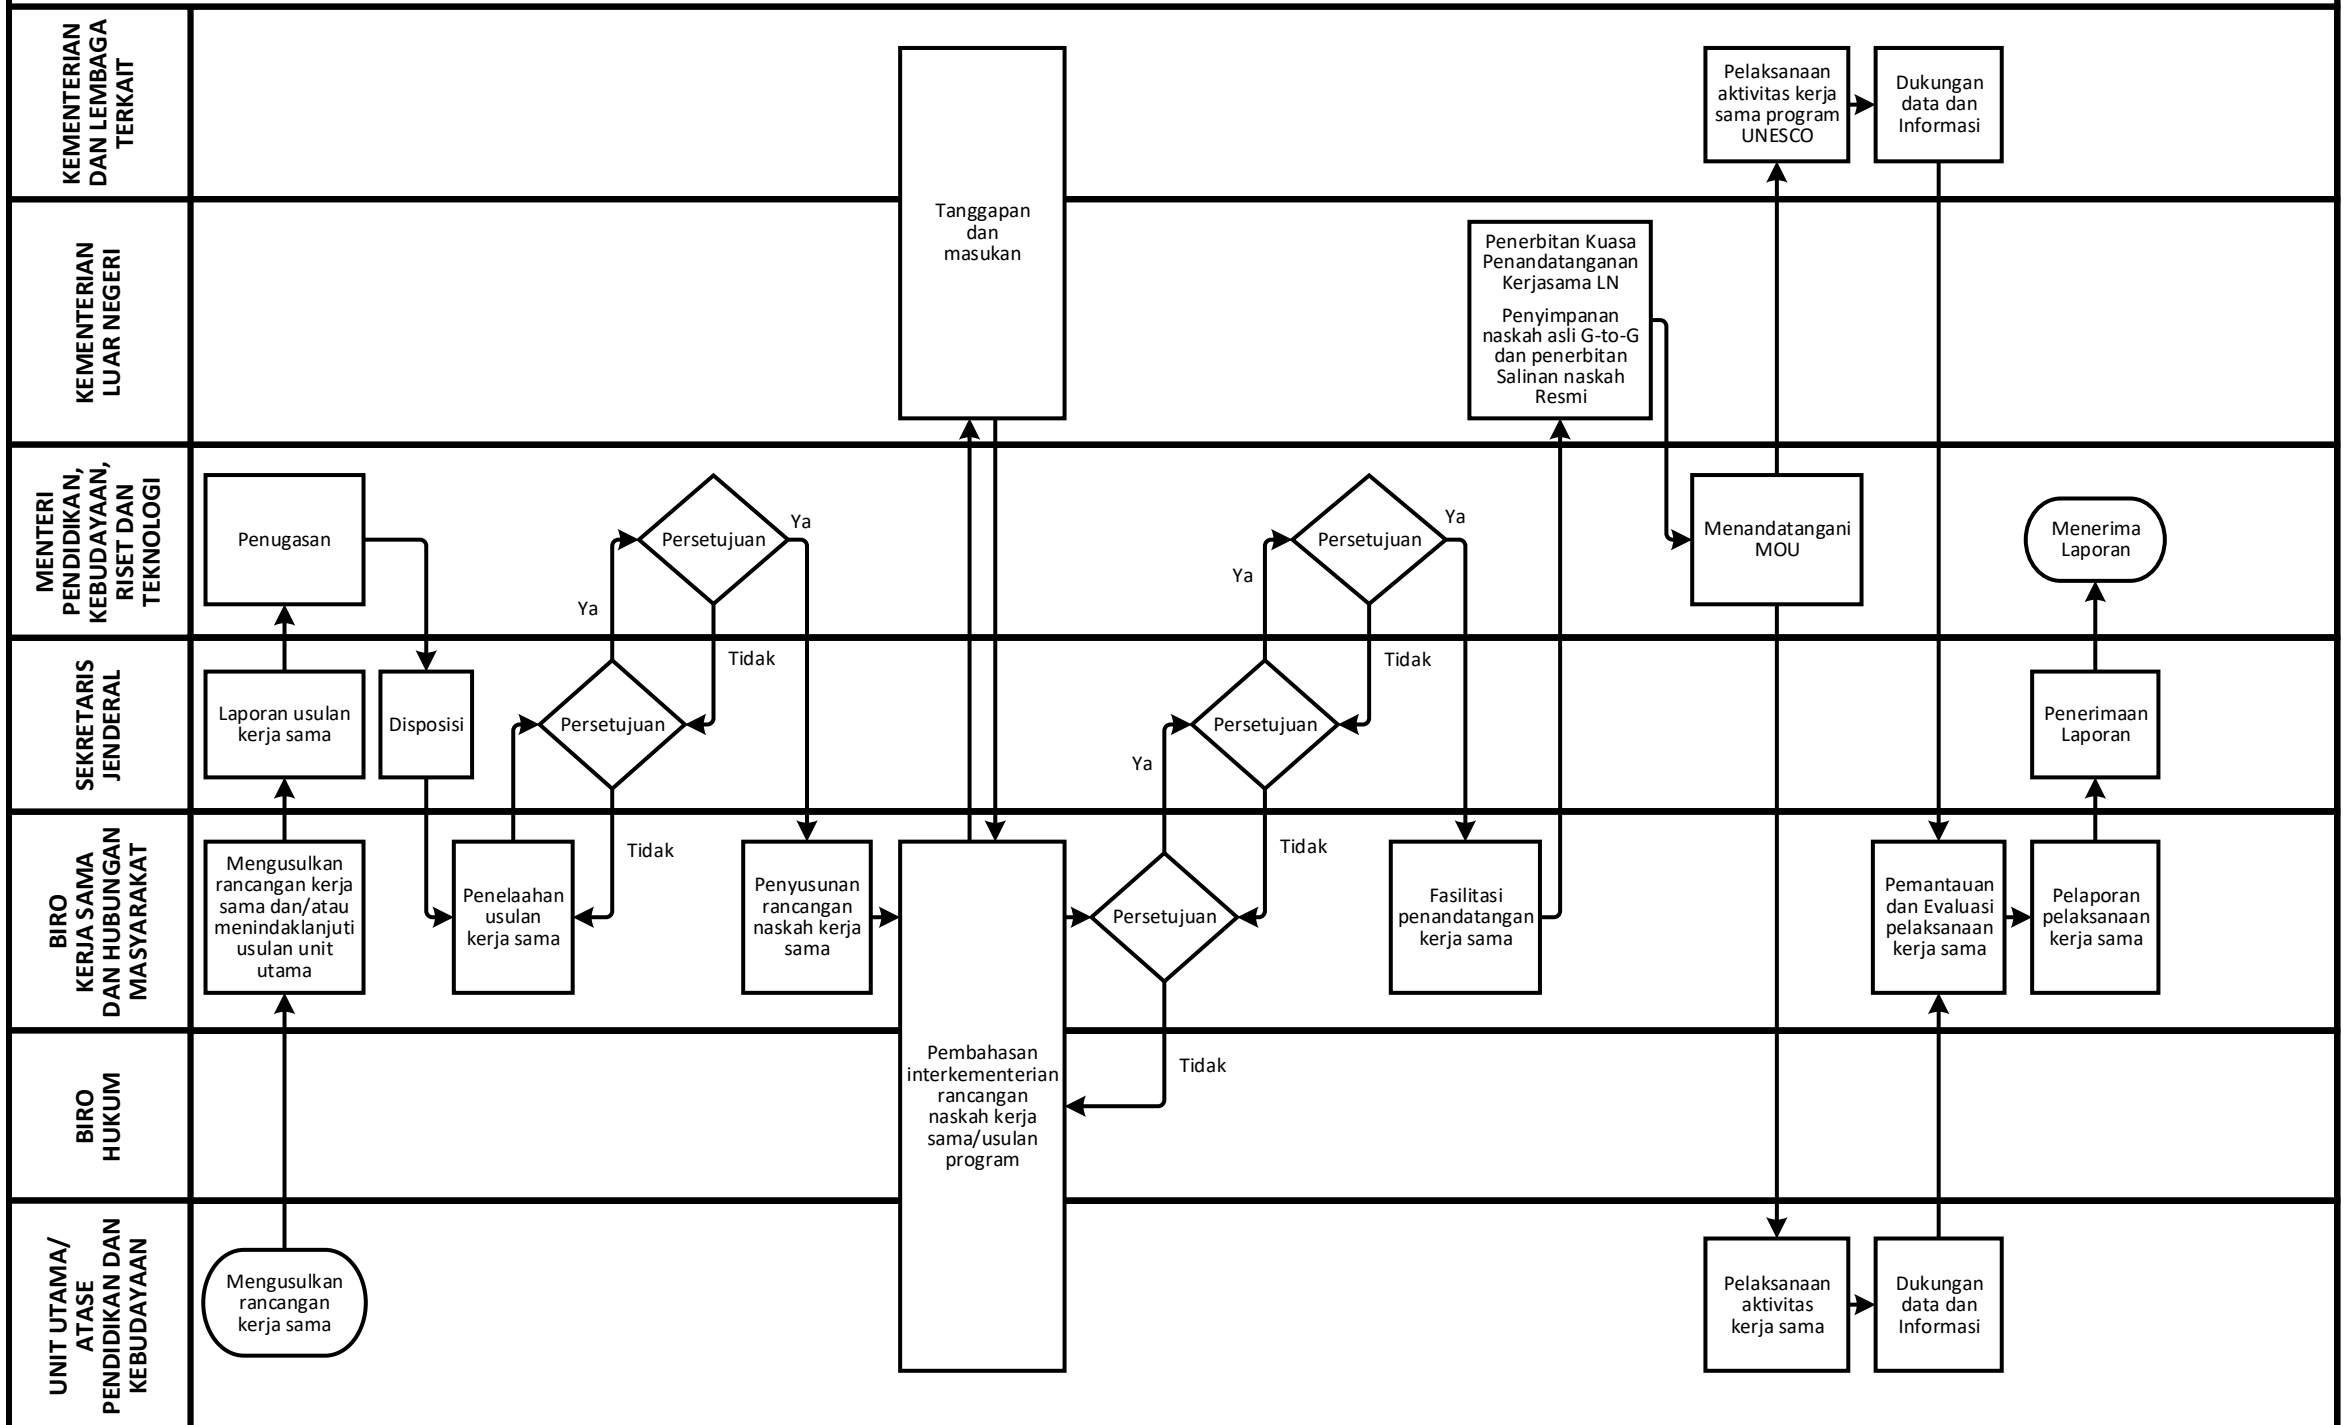 KEMENTERIAN
DAN LEMBAGA
TERKAIT
Tanggapan
dan
masukan
Pelaksanaan
aktivitas kerja
sama program
UNESCO
Dukungan
data dan
Informasi
KEMENTERIAN
LUAR NEGERI
Penerbitan Kuasa
Penandatanganan
Kerjasama LN
Penyimpanan
naskah asli G-to-G
dan penerbitan
Salinan naskah
Resmi
MENTERI
PENDIDIKAN,
KEBUDAYAAN,
RISET DAN
TEKNOLOGI
Penugasan
Ya
Persetujuan
Ya
Tidak
Ya
Persetujuan
Ya
Tidak
Menandatangani
MOU
Menerima
Laporan
SEKRETARIS
JENDERAL
Laporan usulan
kerja sama
Disposisi
Persetujuan
Tidak
Ya
Persetujuan
Tidak
Penerimaan
Laporan
BIRO
KERJA SAMA
DAN HUBUNGAN
MASYARAKAT
Mengusulkan
rancangan kerja
sama dan/atau
menindaklanjuti
usulan unit
utama
Penelaahan
usulan
kerja sama
Penyusunan
rancangan
naskah kerja
sama
Persetujuan
Tidak
Fasilitasi
penandatangan
kerja sama
Pemantauan
dan Evaluasi
pelaksanaan
kerja sama
Pelaporan
pelaksanaan
kerja sama
BIRO
HUKUM
Pembahasan
interkementerian
rancangan
naskah kerja
sama/usulan
program
UNIT UTAMA/
ATASE
PENDIDIKAN DAN
KEBUDAYAAN
Mengusulkan
rancangan
kerja sama
Pelaksanaan
aktivitas
kerja sama
Dukungan
data dan
Informasi